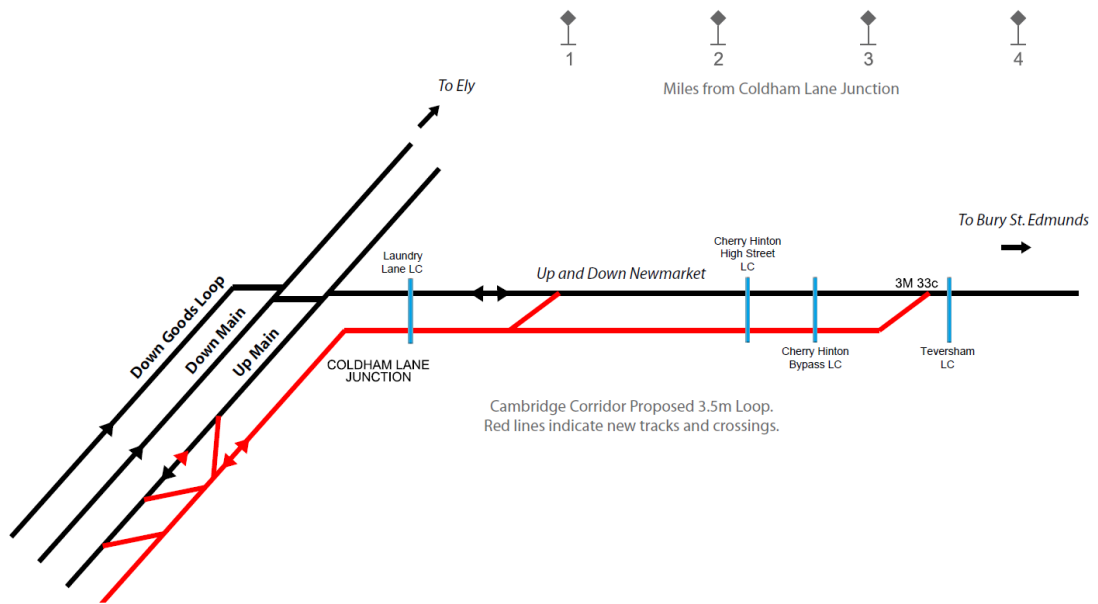 1 2 3 4
Miles from Coldham Lane Junction
To Ely
To Bury St. Edmunds
Laundry
Lane LC
Cherry Hinton
High Street
LC
Up and Down Newmarket
3M 33c
Down Goods Loop
Down Main
Up Main
COLDHAM LANE
JUNCTION
Cherry Hinton
Bypass LC
Teversham
LC
Cambridge Corridor Proposed 3.5m Loop.
Red lines indicate new tracks and crossings.